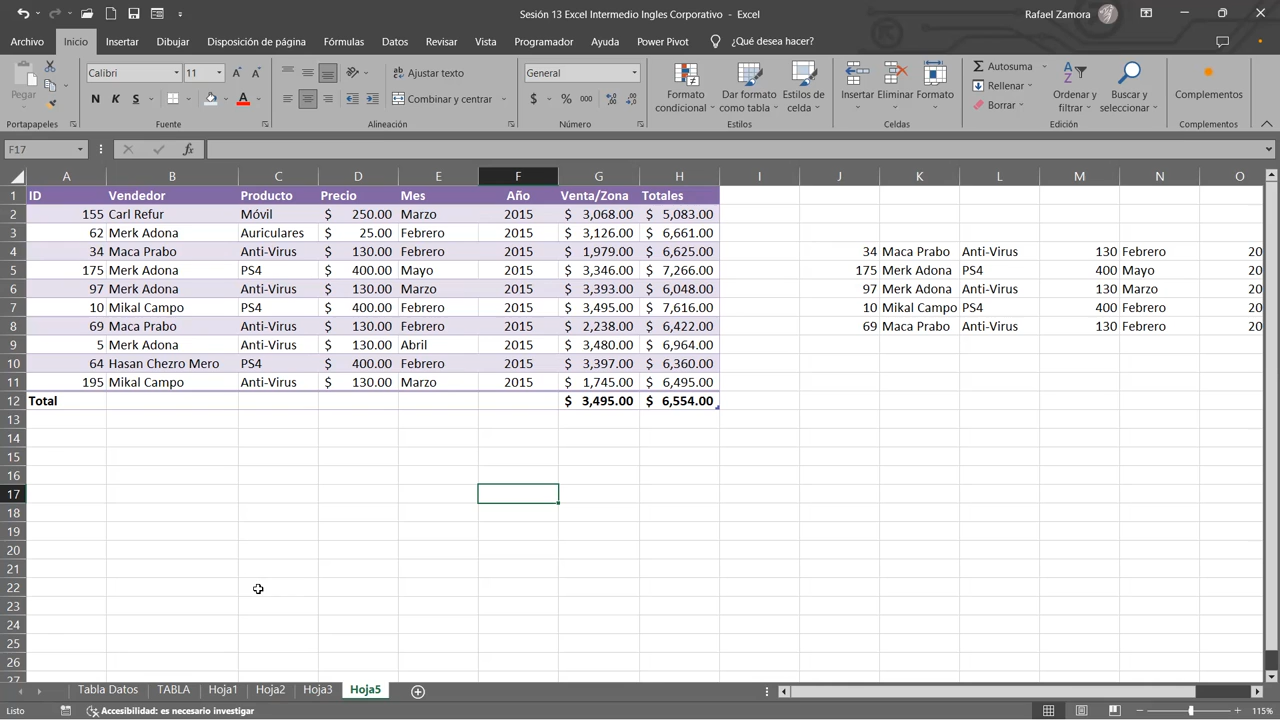 Sesión 13 Excel Intermedio Ingles Corporativo - Excel
Rafael Zamora
Archivo Inicio Insertar Dibujar Disposición de página Fórmulas Datos Revisar Vista Programador Ayuda Power Pivot ¿Qué desea hacer?
Pegar
Calibri 11
N K S
Ajustar texto
Combinar y centrar
General
$ % 000
Formato condicional
Dar formato como tabla
Estilos de celda
Insertar Eliminar Formato
Autosuma
Rellenar
Borrar
Ordenar y filtrar
Buscar y seleccionar
Complementos
Portapapeles Fuente Alineación Número Estilos Celdas Edición Complementos
F17 fx
A B C D E F G H I J K L M N O
1 ID Vendedor Producto Precio Mes Año Venta/Zona Totales
2 155 Carl Refur Móvil $ 250.00 Marzo 2015 $ 3,068.00 $ 5,083.00
3 62 Merk Adona Auriculares $ 25.00 Febrero 2015 $ 3,126.00 $ 6,661.00
4 34 Maca Prabo Anti-Virus $ 130.00 Febrero 2015 $ 1,979.00 $ 6,625.00 34 Maca Prabo Anti-Virus 130 Febrero 20
5 175 Merk Adona PS4 $ 400.00 Mayo 2015 $ 3,346.00 $ 7,266.00 175 Merk Adona PS4 400 Mayo 20
6 97 Merk Adona Anti-Virus $ 130.00 Marzo 2015 $ 3,393.00 $ 6,048.00 97 Merk Adona Anti-Virus 130 Marzo 20
7 10 Mikal Campo PS4 $ 400.00 Febrero 2015 $ 3,495.00 $ 7,616.00 10 Mikal Campo PS4 400 Febrero 20
8 69 Maca Prabo Anti-Virus $ 130.00 Febrero 2015 $ 2,238.00 $ 6,422.00 69 Maca Prabo Anti-Virus 130 Febrero 20
9 5 Merk Adona Anti-Virus $ 130.00 Abril 2015 $ 3,480.00 $ 6,964.00
10 64 Hasan Chezro Mero PS4 $ 400.00 Febrero 2015 $ 3,397.00 $ 6,360.00
11 195 Mikal Campo Anti-Virus $ 130.00 Marzo 2015 $ 1,745.00 $ 6,495.00
12 Total $ 3,495.00 $ 6,554.00
13
14
15
16
17
18
19
20
21
22
23
24
25
26
27
Tabla Datos TABLA Hoja1 Hoja2 Hoja3 Hoja5
Listo Accesibilidad: es necesario investigar 115%